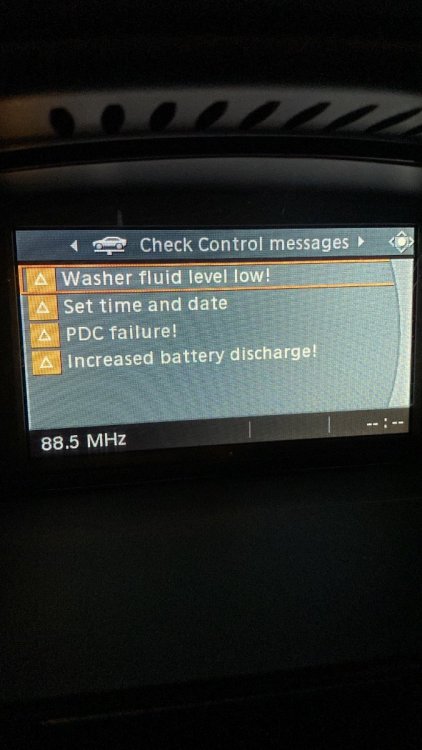 Check Control messages
Washer fluid level low!
Set time and date
PDC failure!
Increased battery discharge!
88.5 MHz
-- : --